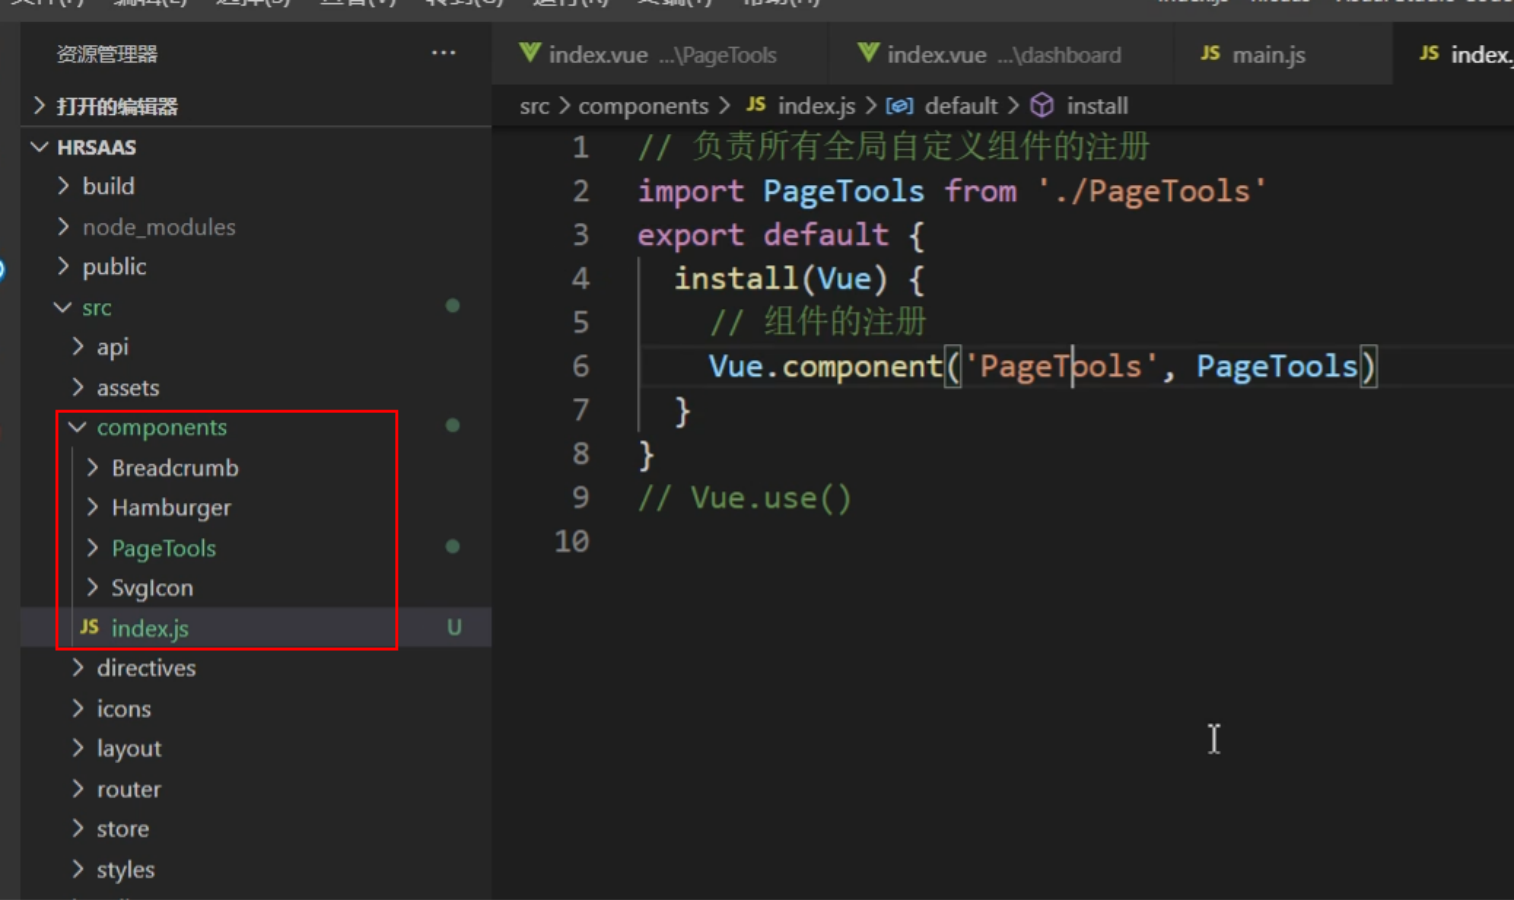 资源管理器 ...
index.vue ...\PageTools
index.vue ...\dashboard
JS main.js
JS index.
打开的编辑器
src > components > JS index.js > default > install
HRSAAS
build
node_modules
public
src
api
assets
components
Breadcrumb
Hamburger
PageTools
SvgIcon
JS index.js U
directives
icons
layout
router
store
styles
1 // 负责所有全局自定义组件的注册
2 import PageTools from './PageTools'
3 export default {
4 install(Vue) {
5 // 组件的注册
6 Vue.component('PageTools', PageTools)
7 }
8 }
9 // Vue.use()
10